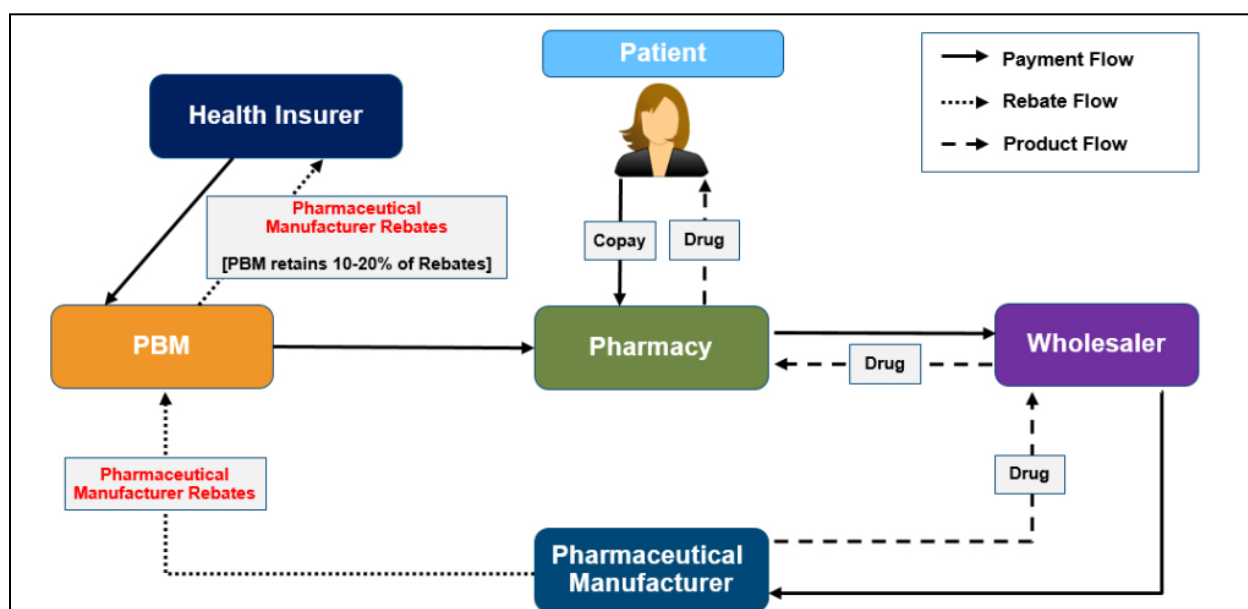 Patient
Payment Flow
Rebate Flow
Product Flow
Health Insurer
Pharmaceutical
Manufacturer Rebates
[PBM retains 10-20% of Rebates]
Copay
Drug
PBM
Pharmacy
Wholesaler
Drug
Pharmaceutical
Manufacturer Rebates
Drug
Pharmaceutical
Manufacturer